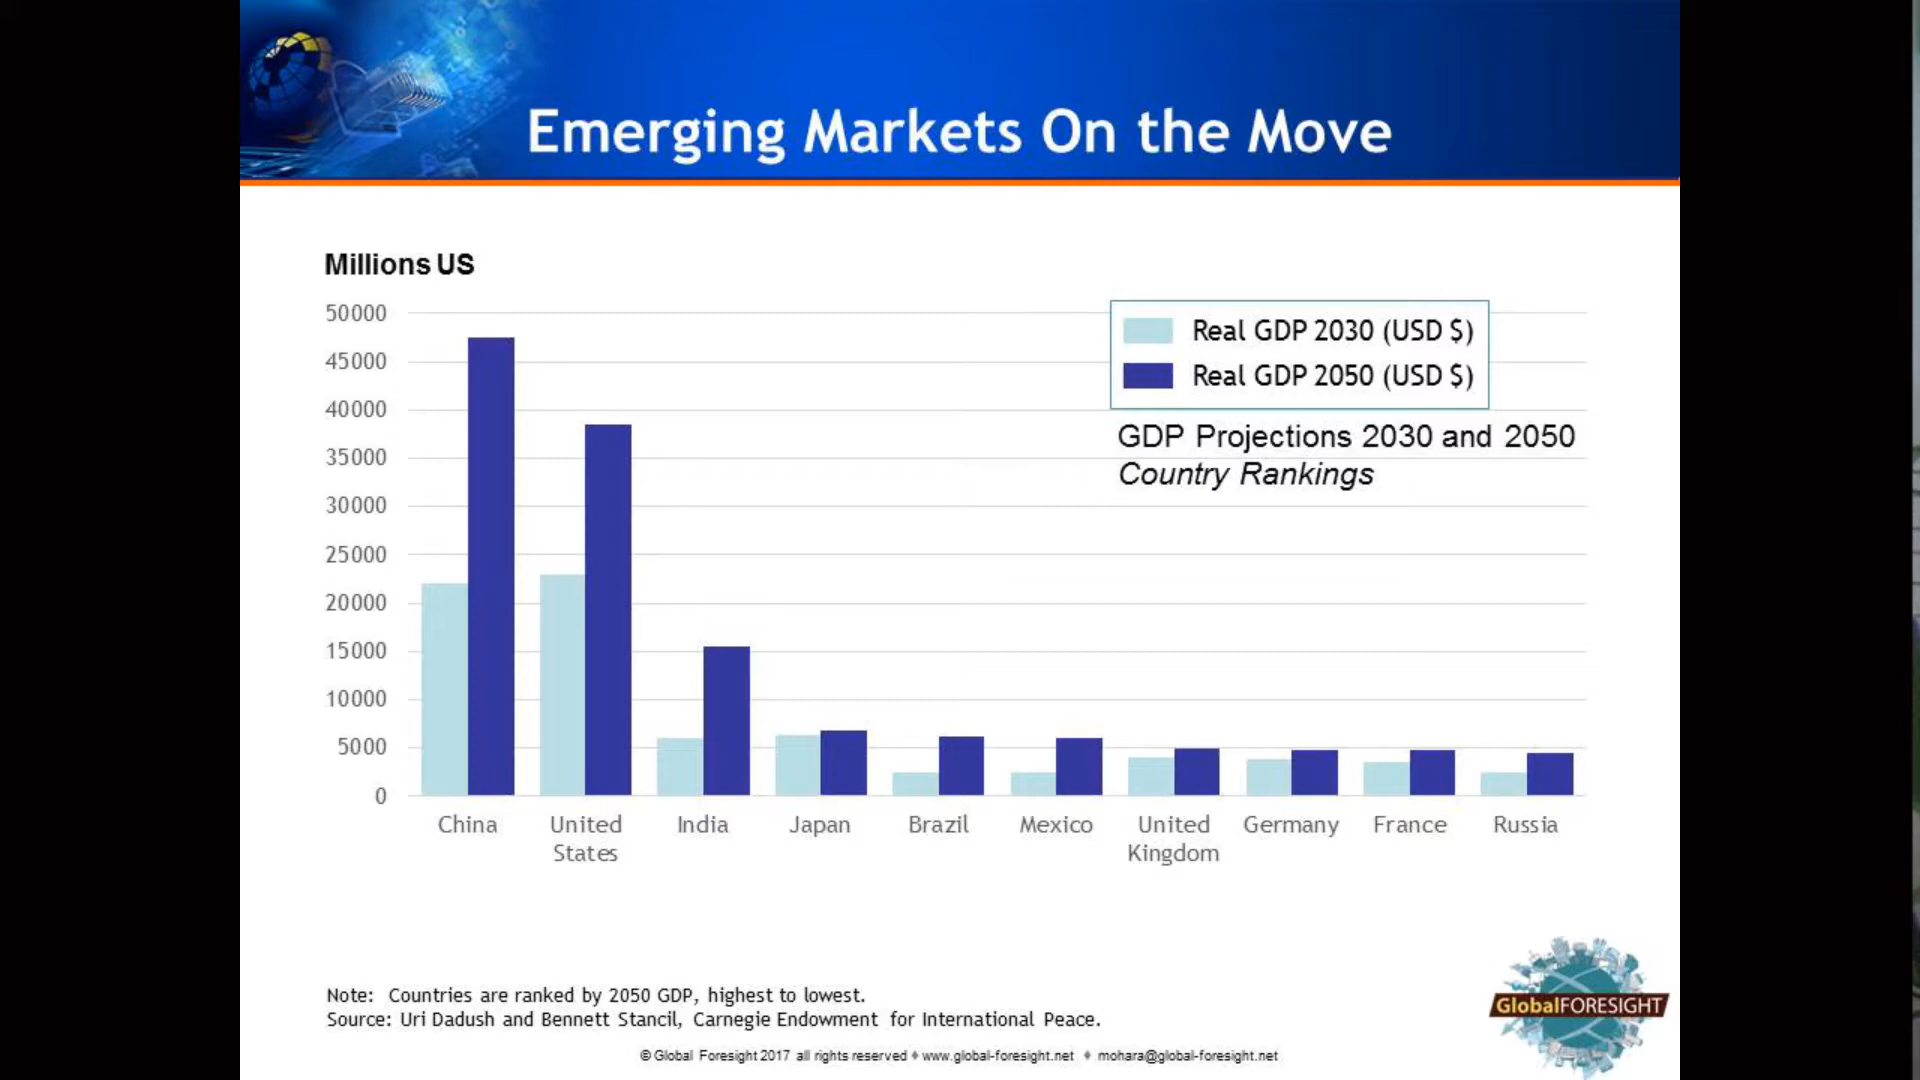 Emerging Markets On the Move
Millions US
50000
45000
40000
35000
30000
25000
20000
15000
10000
5000
0
Real GDP 2030 (USD $)
Real GDP 2050 (USD $)
GDP Projections 2030 and 2050
Country Rankings
China
United
States
India
Japan
Brazil
Mexico
United
Kingdom
Germany
France
Russia
Note: Countries are ranked by 2050 GDP, highest to lowest.
Source: Uri Dadush and Bennett Stancil, Carnegie Endowment for International Peace.
GlobalFORESIGHT
© Global Foresight 2017 all rights reserved ♦ www.global-foresight.net ♦ mohara@global-foresight.net